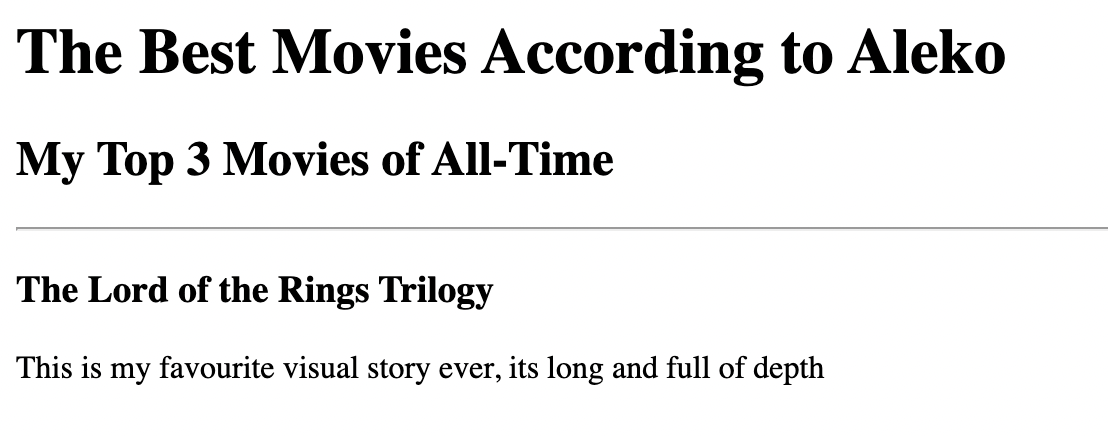 The Best Movies According to Aleko
My Top 3 Movies of All-Time
The Lord of the Rings Trilogy
This is my favourite visual story ever, its long and full of depth